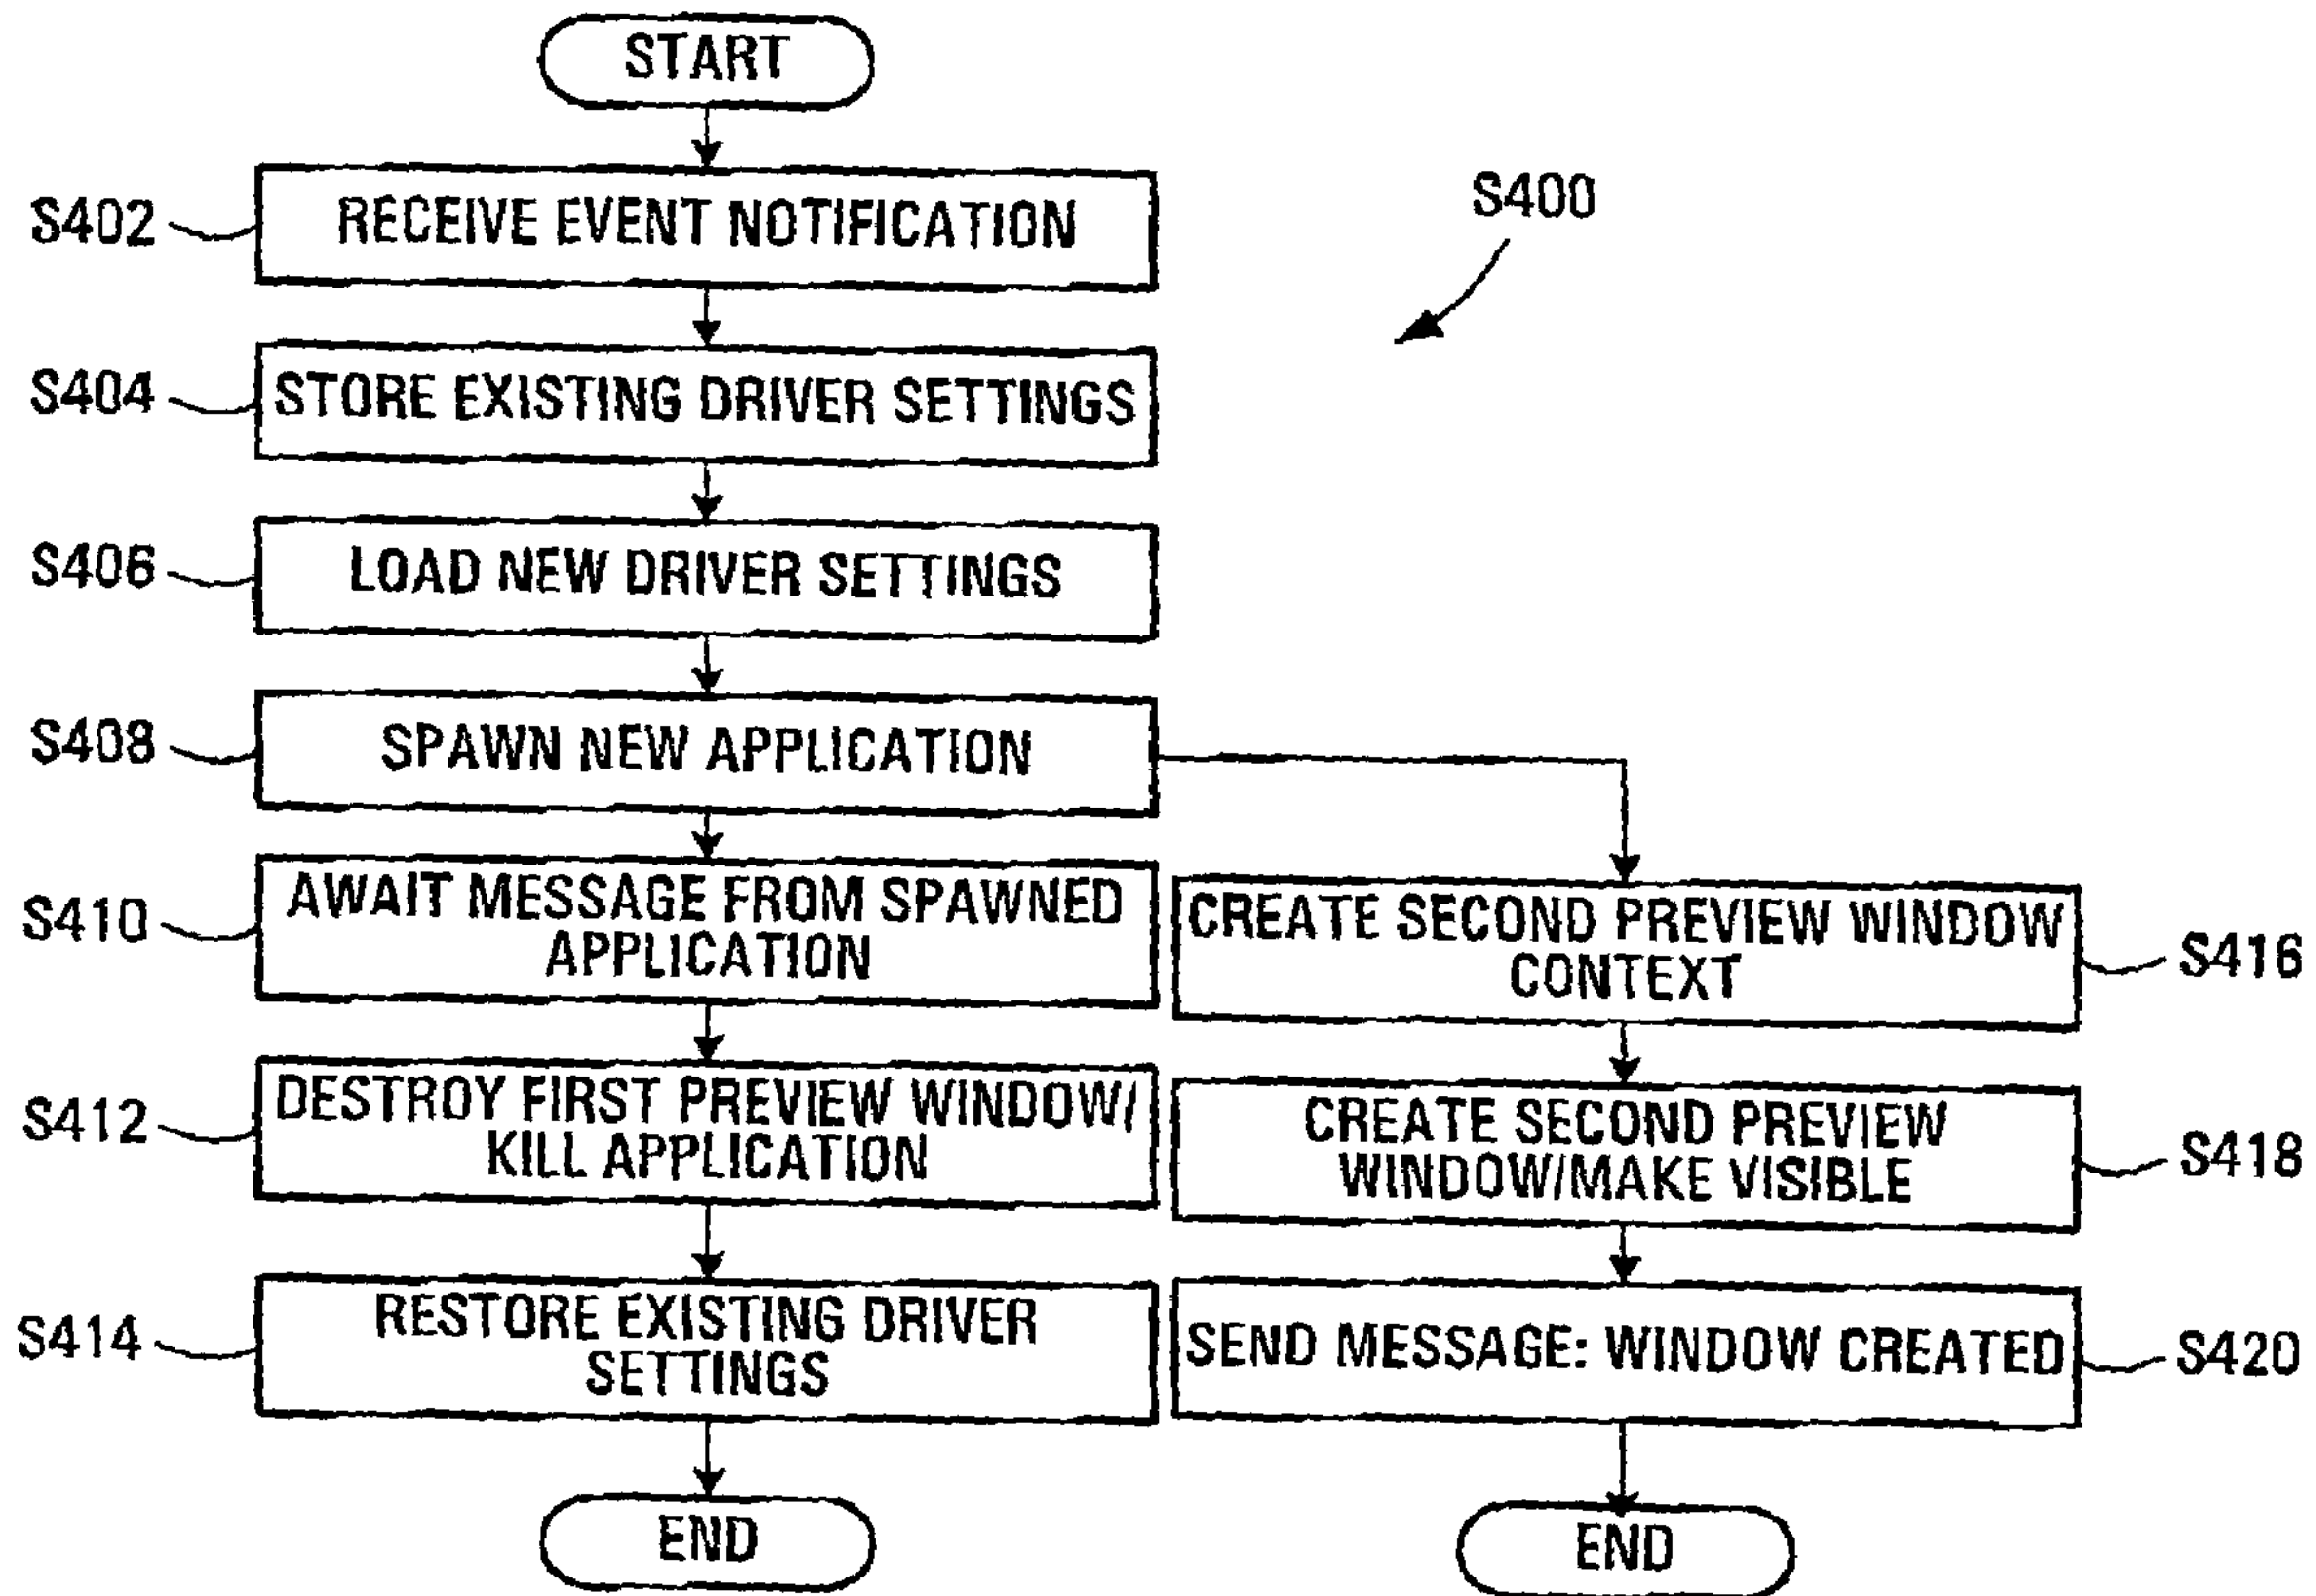 START
S402
RECEIVE EVENT NOTIFICATION
S400
S404
STORE EXISTING DRIVER SETTINGS
S406
LOAD NEW DRIVER SETTINGS
S408
SPAWN NEW APPLICATION
S410
AWAIT MESSAGE FROM SPAWNED
APPLICATION
S412
DESTROY FIRST PREVIEW WINDOW/
KILL APPLICATION
S414
RESTORE EXISTING DRIVER
SETTINGS
END
CREATE SECOND PREVIEW WINDOW
CONTEXT
S416
CREATE SECOND PREVIEW
WINDOW/MAKE VISIBLE
S418
SEND MESSAGE: WINDOW CREATED
S420
END